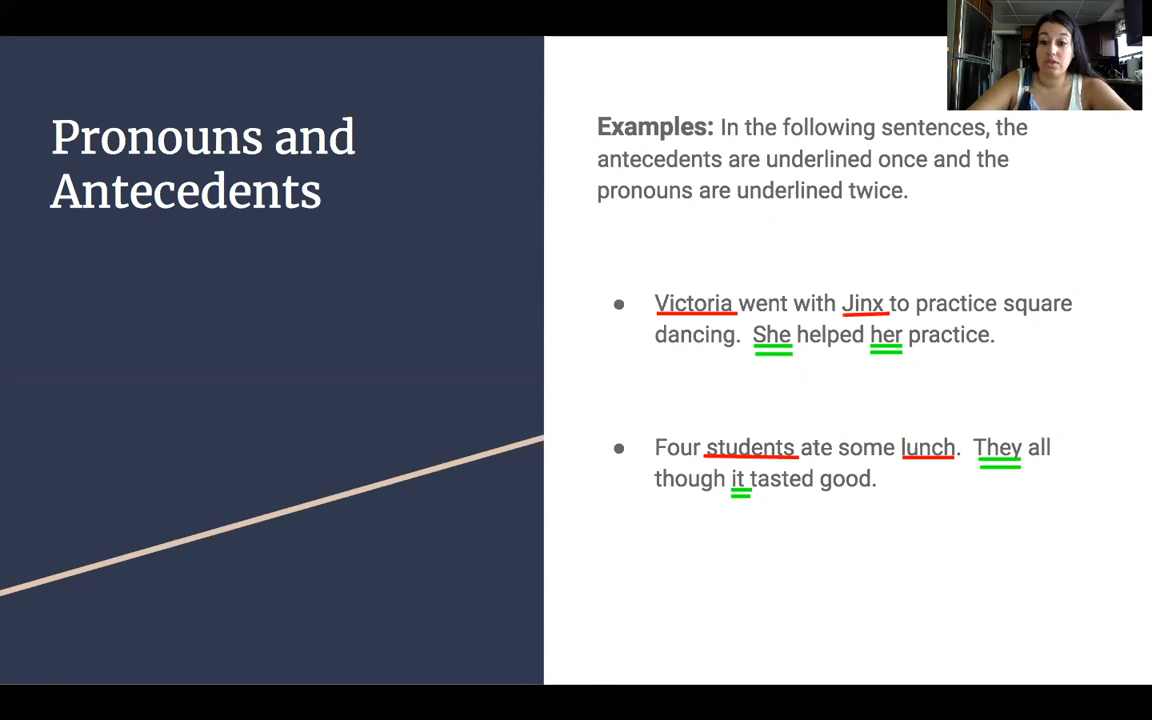 Pronouns and
Antecedents
Examples: In the following sentences, the
antecedents are underlined once and the
pronouns are underlined twice.
● Victoria went with Jinx to practice square
dancing.  She helped her practice.
● Four students ate some lunch.  They all
though it tasted good.